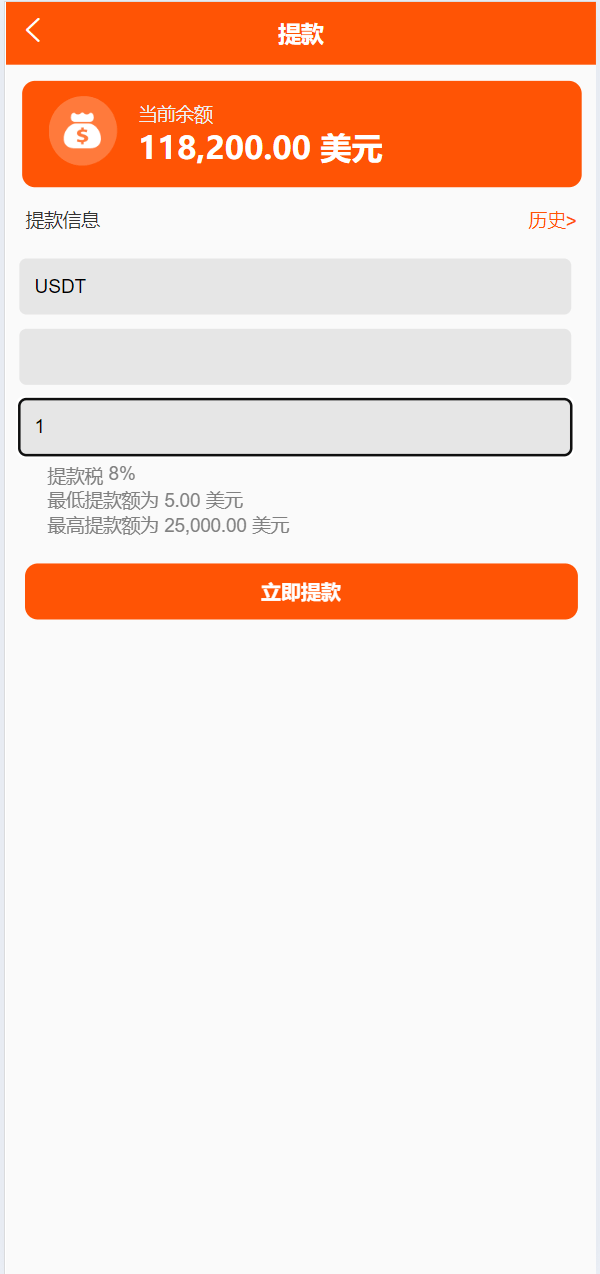 提款
当前余额
118,200.00 美元
提款信息
历史>
USDT
1
提款税 8%
最低提款额为 5.00 美元
最高提款额为 25,000.00 美元
立即提款